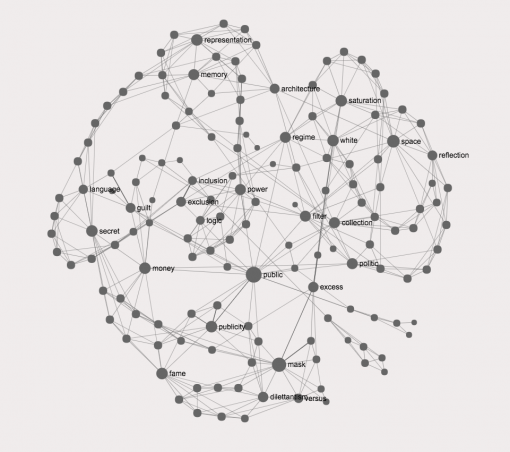 representation
memory
architecture
saturation
regime
white
space
reflection
inclusion
language
power
exclusion
guilt
filter
logic
collection
secret
politic
money
public
excess
publicity
mask
fame
dilettantism
versus